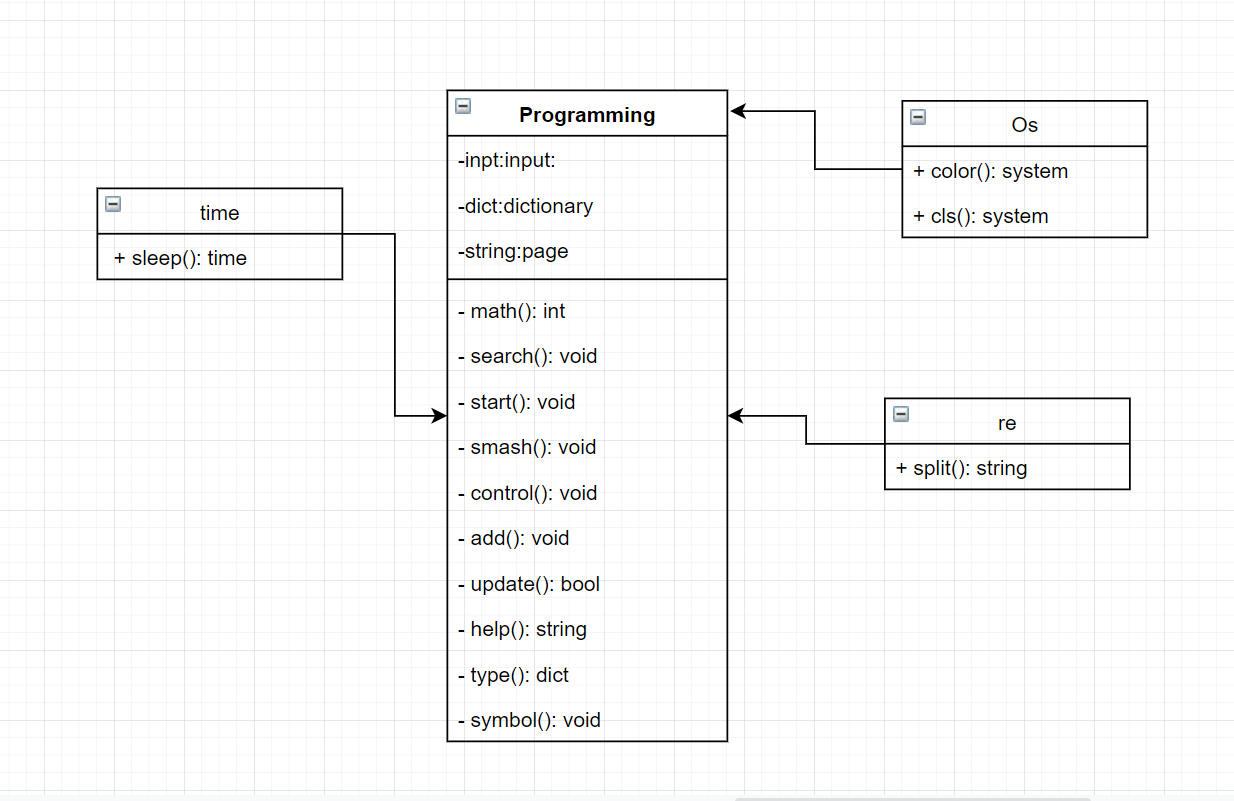 Programming
-inpt:input:
-dict:dictionary
-string:page
- math(): int
- search(): void
- start(): void
- smash(): void
- control(): void
- add(): void
- update(): bool
- help(): string
- type(): dict
- symbol(): void
time
+ sleep(): time
Os
+ color(): system
+ cls(): system
re
+ split(): string